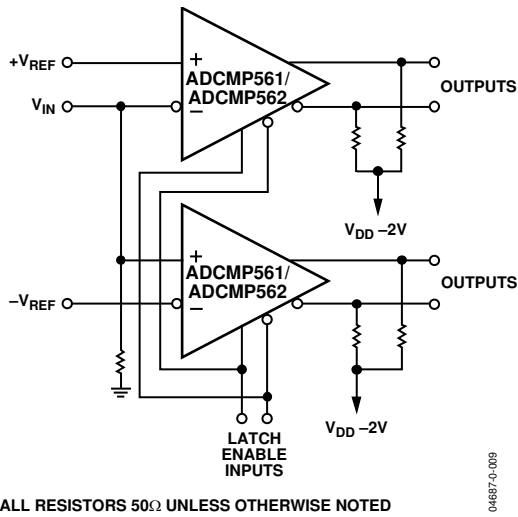 +VREF
+
ADCMP561/
ADCMP562
–
VIN
OUTPUTS
VDD –2V
+
ADCMP561/
ADCMP562
–
–VREF
OUTPUTS
VDD –2V
LATCH
ENABLE
INPUTS
ALL RESISTORS 50Ω UNLESS OTHERWISE NOTED
04687-0-009